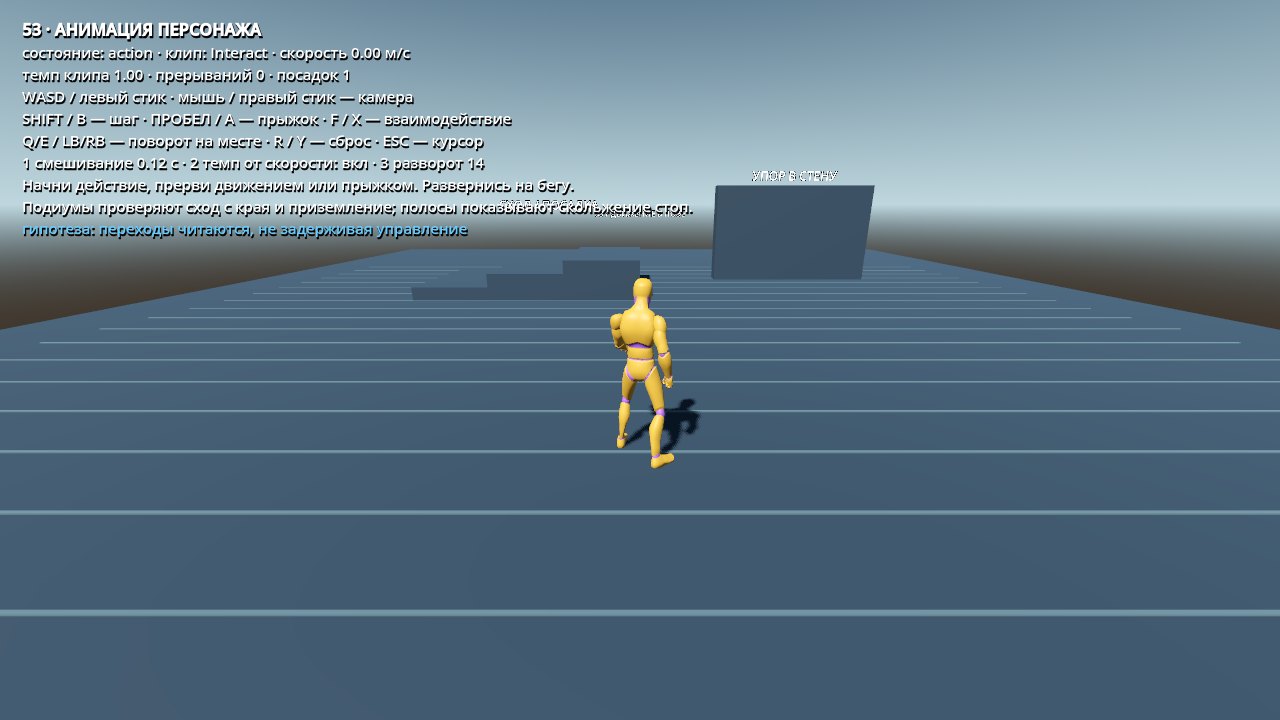 53 · АНИМАЦИЯ ПЕРСОНАЖА
состояние: action · клип: Interact · скорость 0.00 м/с
темп клипа 1.00 · прерываний 0 · посадок 1
WASD / левый стик · мышь / правый стик — камера
SHIFT / B — шаг · ПРОБЕЛ / A — прыжок · F / X — взаимодействие
Q/E / LB/RB — поворот на месте · R / Y — сброс · ESC — курсор
1 смешивание 0.12 с · 2 темп от скорости: вкл · 3 разворот 14
Начни действие, прерви движением или прыжком. Развернись на бегу.
Подиумы проверяют сход с края и приземление; полосы показывают скольжение стоп.
гипотеза: переходы читаются, не задерживая управление
УПОР В СТЕНУ